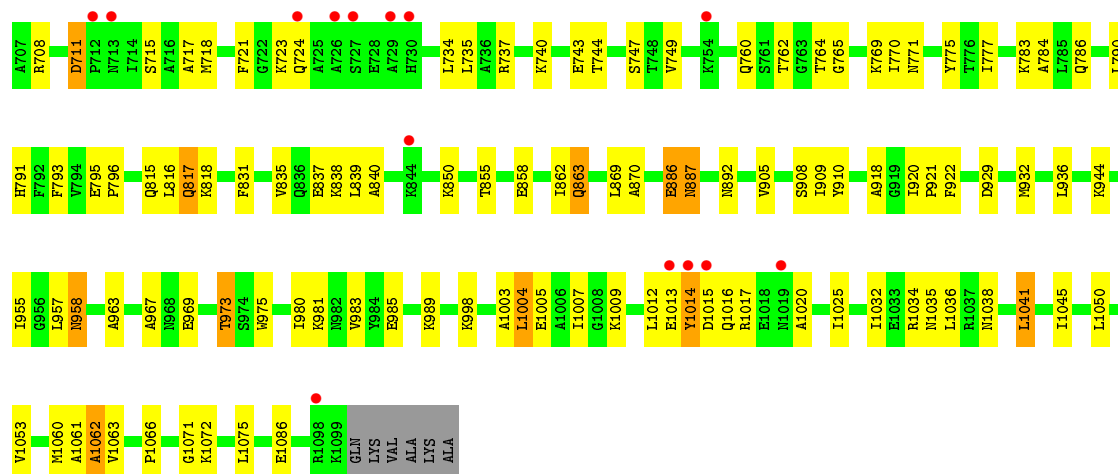 A707 R708 D711 P712 N713 I714 S715 A716 A717 M718 F721 G722 K723 Q724 A725 A726 S727 E728 A729 H730 L734 L735 A736 R737 K740 E743 T744 S747 T748 V749 K754 Q760 S761 T762 G763 T764 G765 K769 I770 N771 Y775 T776 I777 K783 A784 L785 Q786 L790
H791 F792 F793 V794 E795 P796 Q815 L816 Q817 K818 F831 V835 Q836 E837 K838 L839 A840 K844 K850 T855 E858 I862 Q863 L869 A870 E886 N887 N892 V905 S908 I909 Y910 A918 G919 I920 P921 F922 D929 M932 L936 K944
I955 G956 L957 N958 A963 A967 N968 E969 T973 S974 W975 I980 K981 N982 V983 Y984 E985 K989 K998 A1003 L1004 E1005 A1006 I1007 G1008 K1009 L1012 E1013 Y1014 D1015 Q1016 R1017 E1018 N1019 A1020 I1025 I1032 E1033 R1034 N1035 L1036 R1037 N1038 L1041 I1045 L1050
V1053 M1060 A1061 A1062 V1063 P1066 G1071 K1072 L1075 E1086 R1098 K1099 GLN LYS VAL ALA LYS ALA